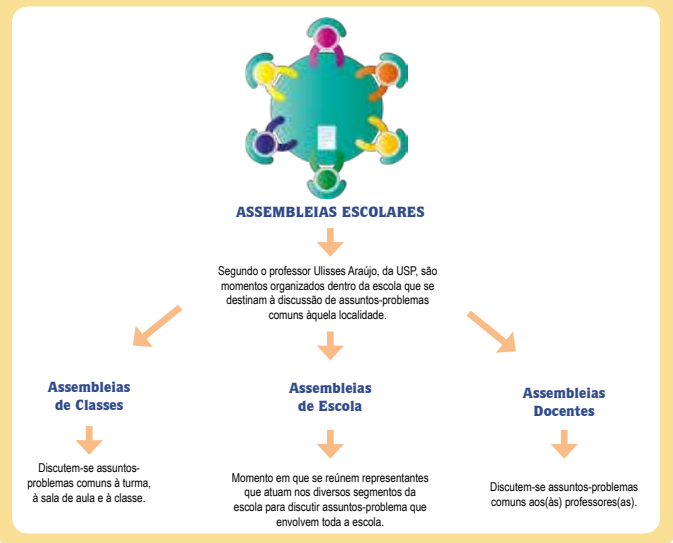 ASSEMBLEIAS ESCOLARES
Segundo o professor Ulisses Araújo, da USP, são
momentos organizados dentro da escola que se
destinam à discussão de assuntos-problemas
comuns àquela localidade.
Assembleias
de Classes
Discutem-se assuntos-
problemas comuns à turma,
à sala de aula e à classe.
Assembleias
de Escola
Momento em que se reúnem representantes
que atuam nos diversos segmentos da
escola para discutir assuntos-problema que
envolvem toda a escola.
Assembleias
Docentes
Discutem-se assuntos-problemas
comuns aos(às) professores(as).